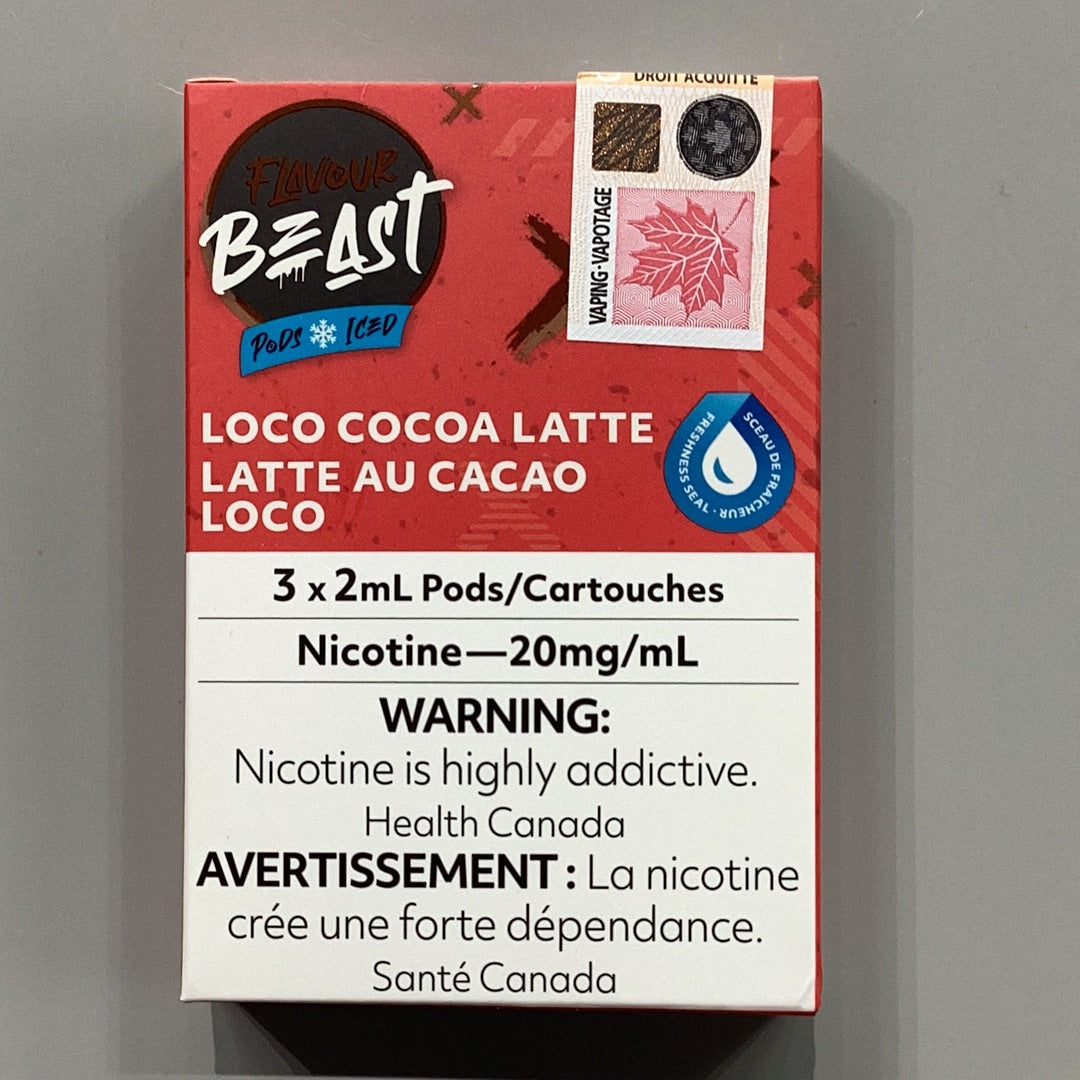 DROIT ACQUITTÉ
VAPING·VAPOTAGE
FLAVOUR
BEAST
PODS ICED
LOCO COCOA LATTE
LATTE AU CACAO
LOCO
FRESHNESS SEAL · SCEAU DE FRAÎCHEUR
3 x 2mL Pods/Cartouches
Nicotine—20mg/mL
WARNING:
Nicotine is highly addictive.
Health Canada
AVERTISSEMENT : La nicotine
crée une forte dépendance.
Santé Canada